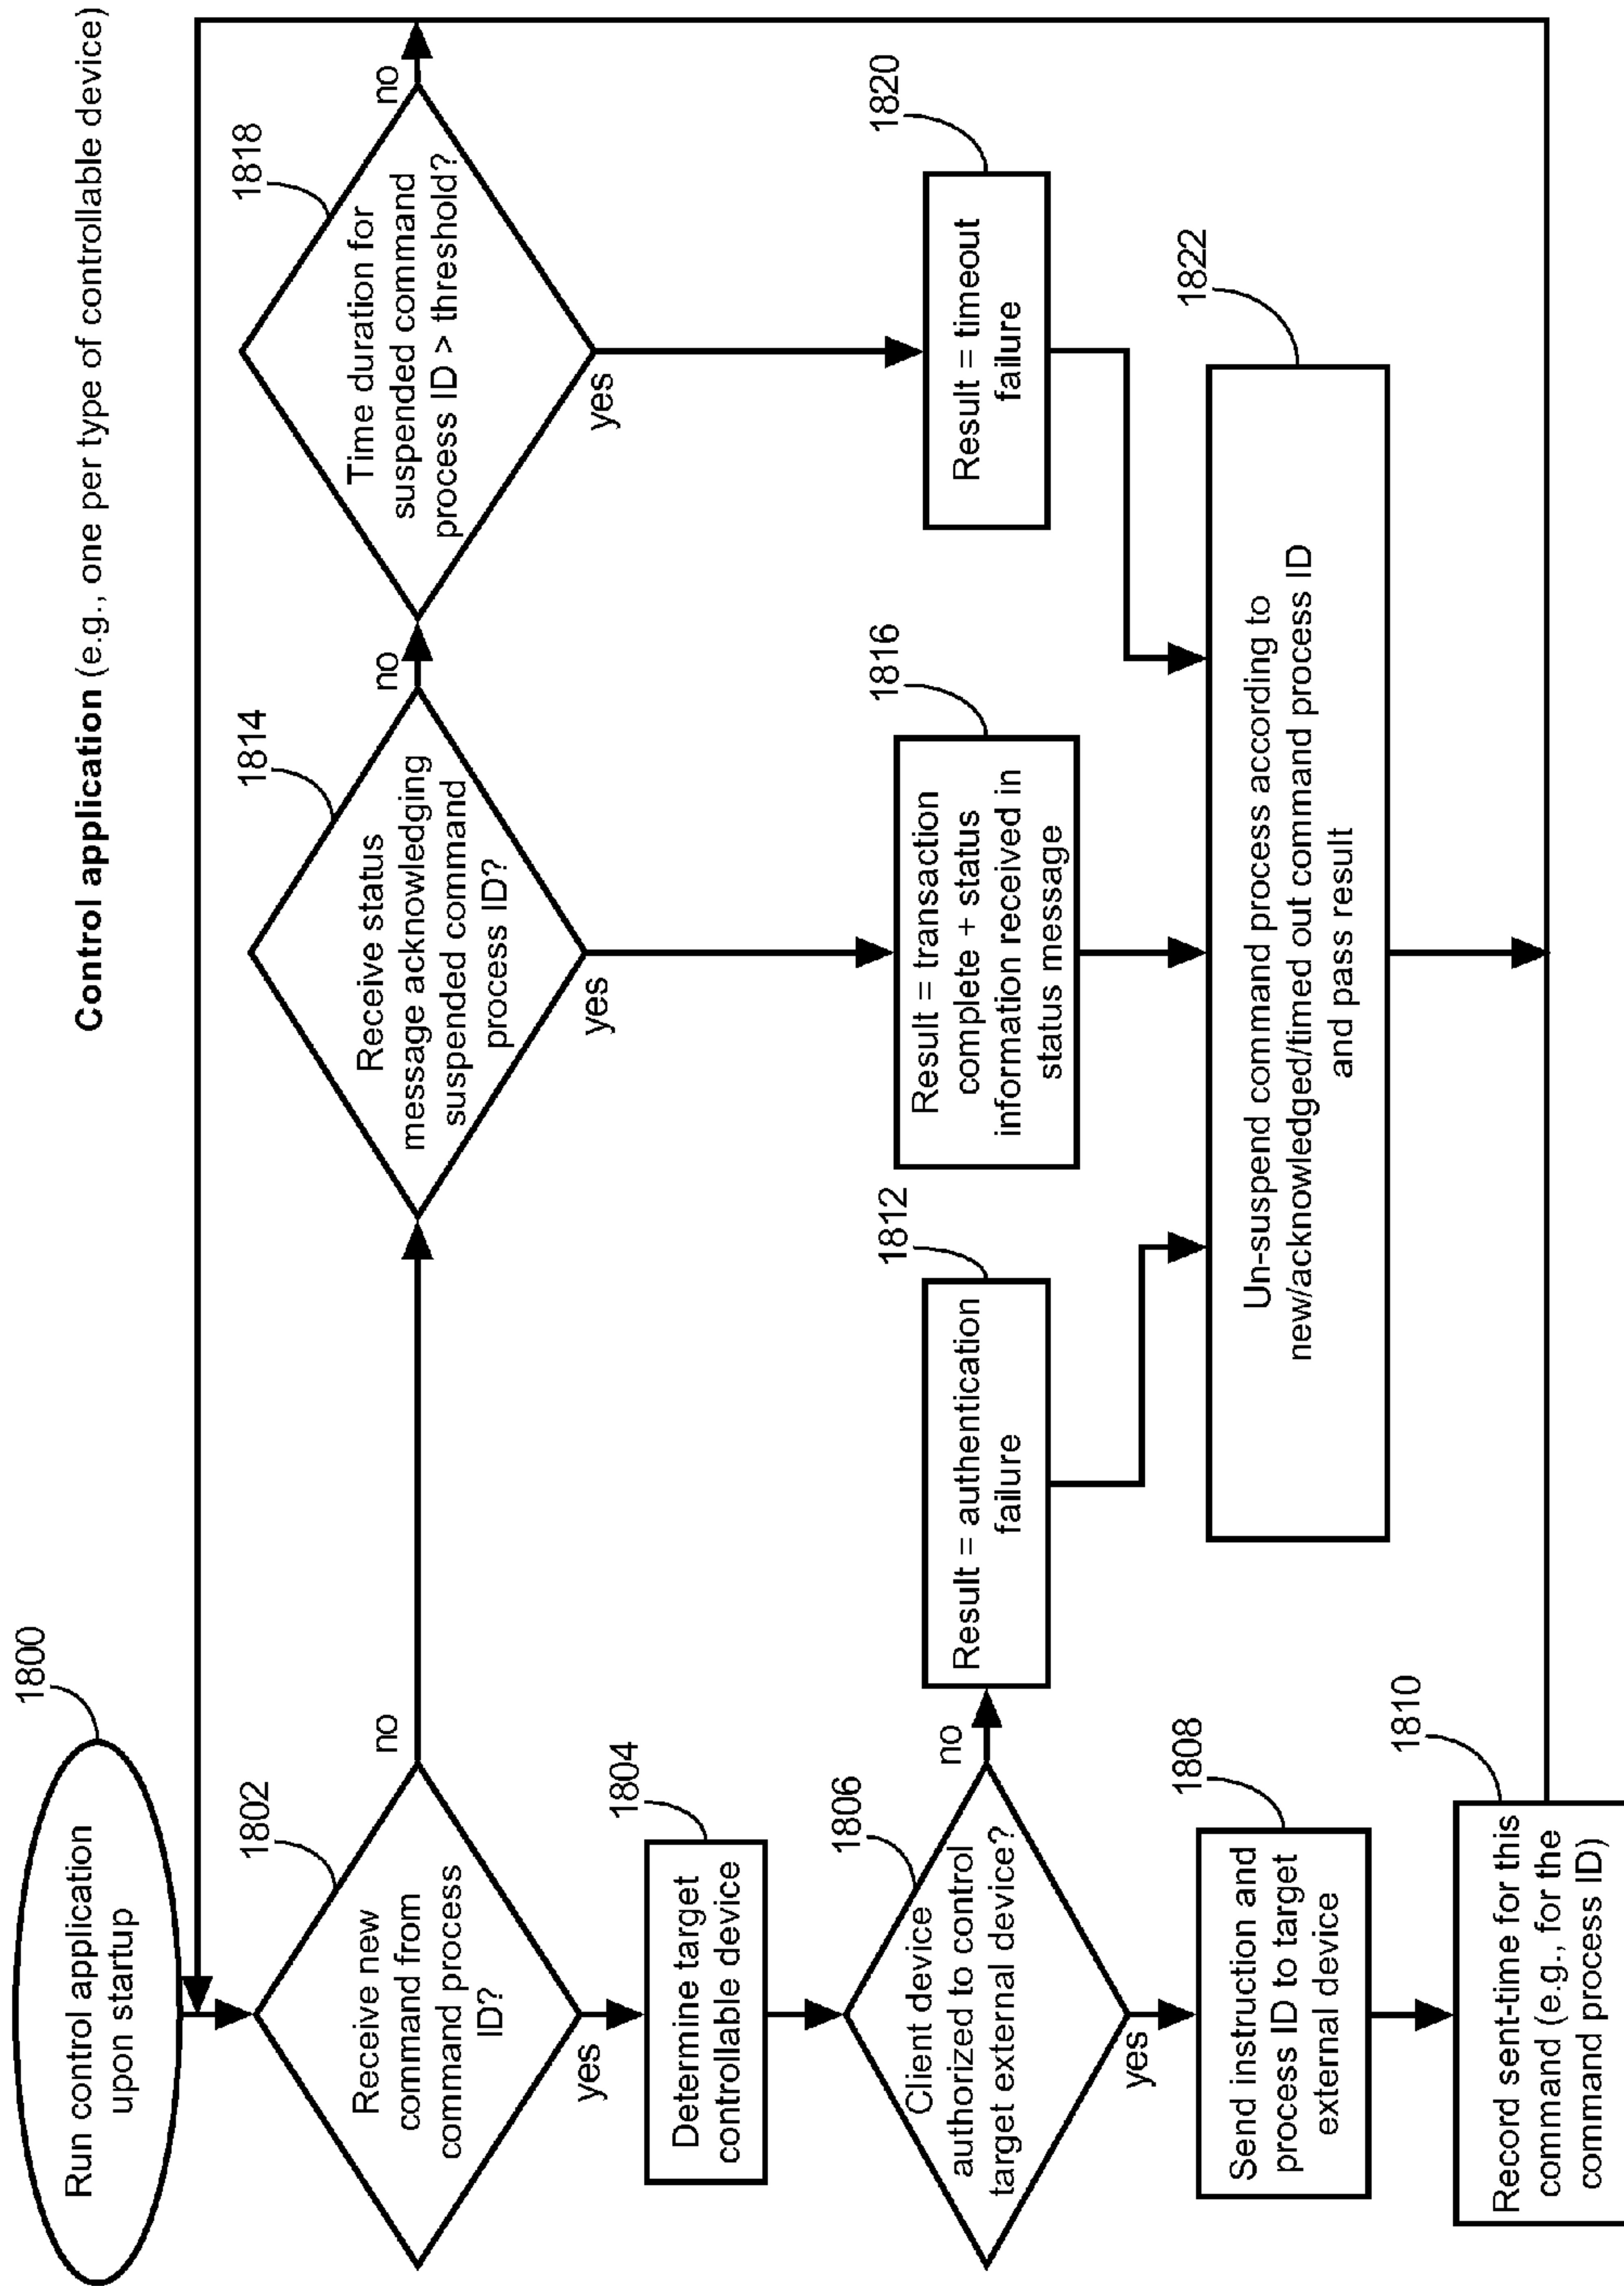 Control application (e.g., one per type of controllable device)
1800
Run control application
upon startup
1802
Receive new
command from
command process
ID?
no
yes
1804
Determine target
controllable device
1806
Client device
authorized to control
target external device?
no
yes
1808
Send instruction and
process ID to target
external device
1810
Record sent-time for this
command (e.g., for the
command process ID)
1812
Result = authentication
failure
1814
Receive status
message acknowledging
suspended command
process ID?
no
yes
1816
Result = transaction
complete + status
information received in
status message
1818
Time duration for
suspended command
process ID > threshold?
no
yes
1820
Result = timeout
failure
1822
Un-suspend command process according to
new/acknowledged/timed out command process ID
and pass result